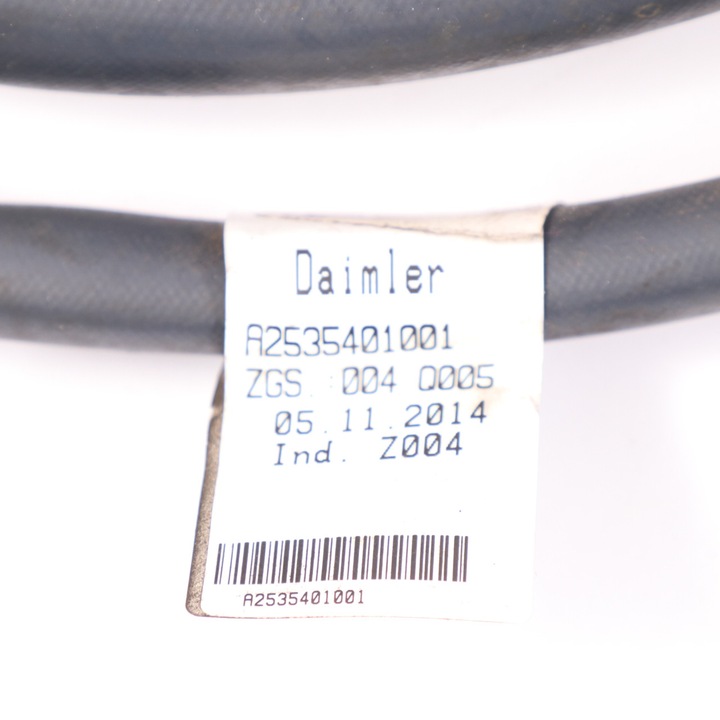 Daimler
A2535401001
ZGS. :004 Q005
05.11.2014
Ind. Z004
A2535401001